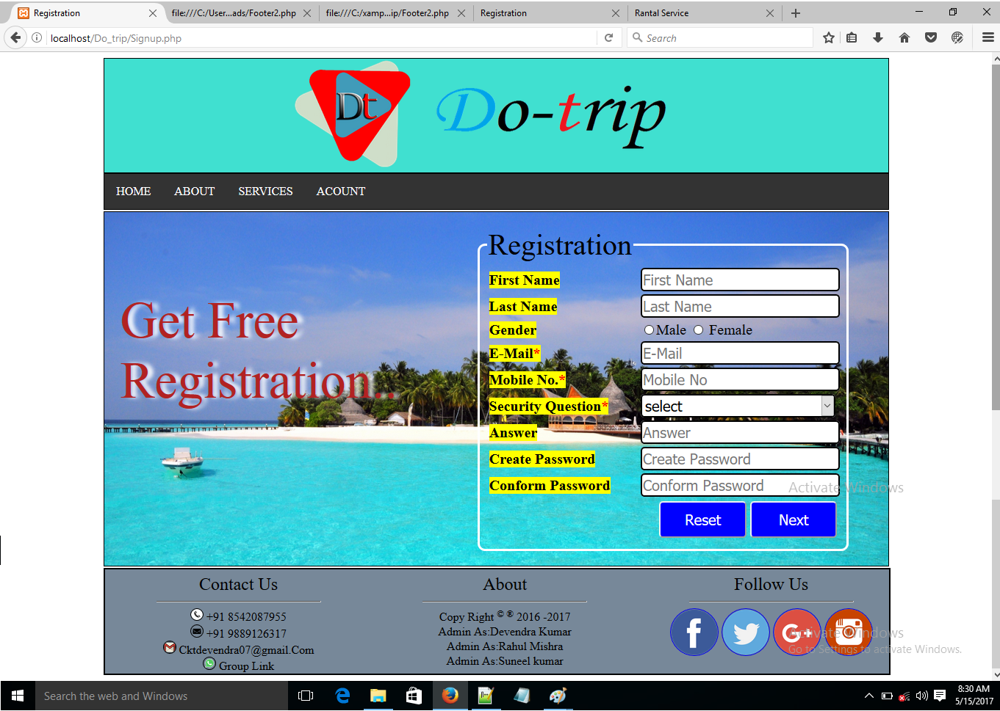 Registration
file:///C:/User...ads/Footer2.php
file:///C:/xamp...ip/Footer2.php
Registration
Rantal Service
localhost/Do_trip/Signup.php
Search
Dt
Do-trip
HOME ABOUT SERVICES ACOUNT
Get Free
Registration..
Registration
First Name First Name
Last Name Last Name
Gender Male Female
E-Mail* E-Mail
Mobile No.* Mobile No
Security Question* select
Answer Answer
Create Password Create Password
Conform Password Conform Password
Reset Next
Activate Windows
Contact Us
+91 8542087955
+91 9889126317
Cktdevendra07@gmail.Com
Group Link
About
Copy Right © ® 2016 -2017
Admin As:Devendra Kumar
Admin As:Rahul Mishra
Admin As:Suneel kumar
Follow Us
f
G+
Activate Windows
Go to Settings to activate Windows.
Search the web and Windows
8:30 AM
5/15/2017